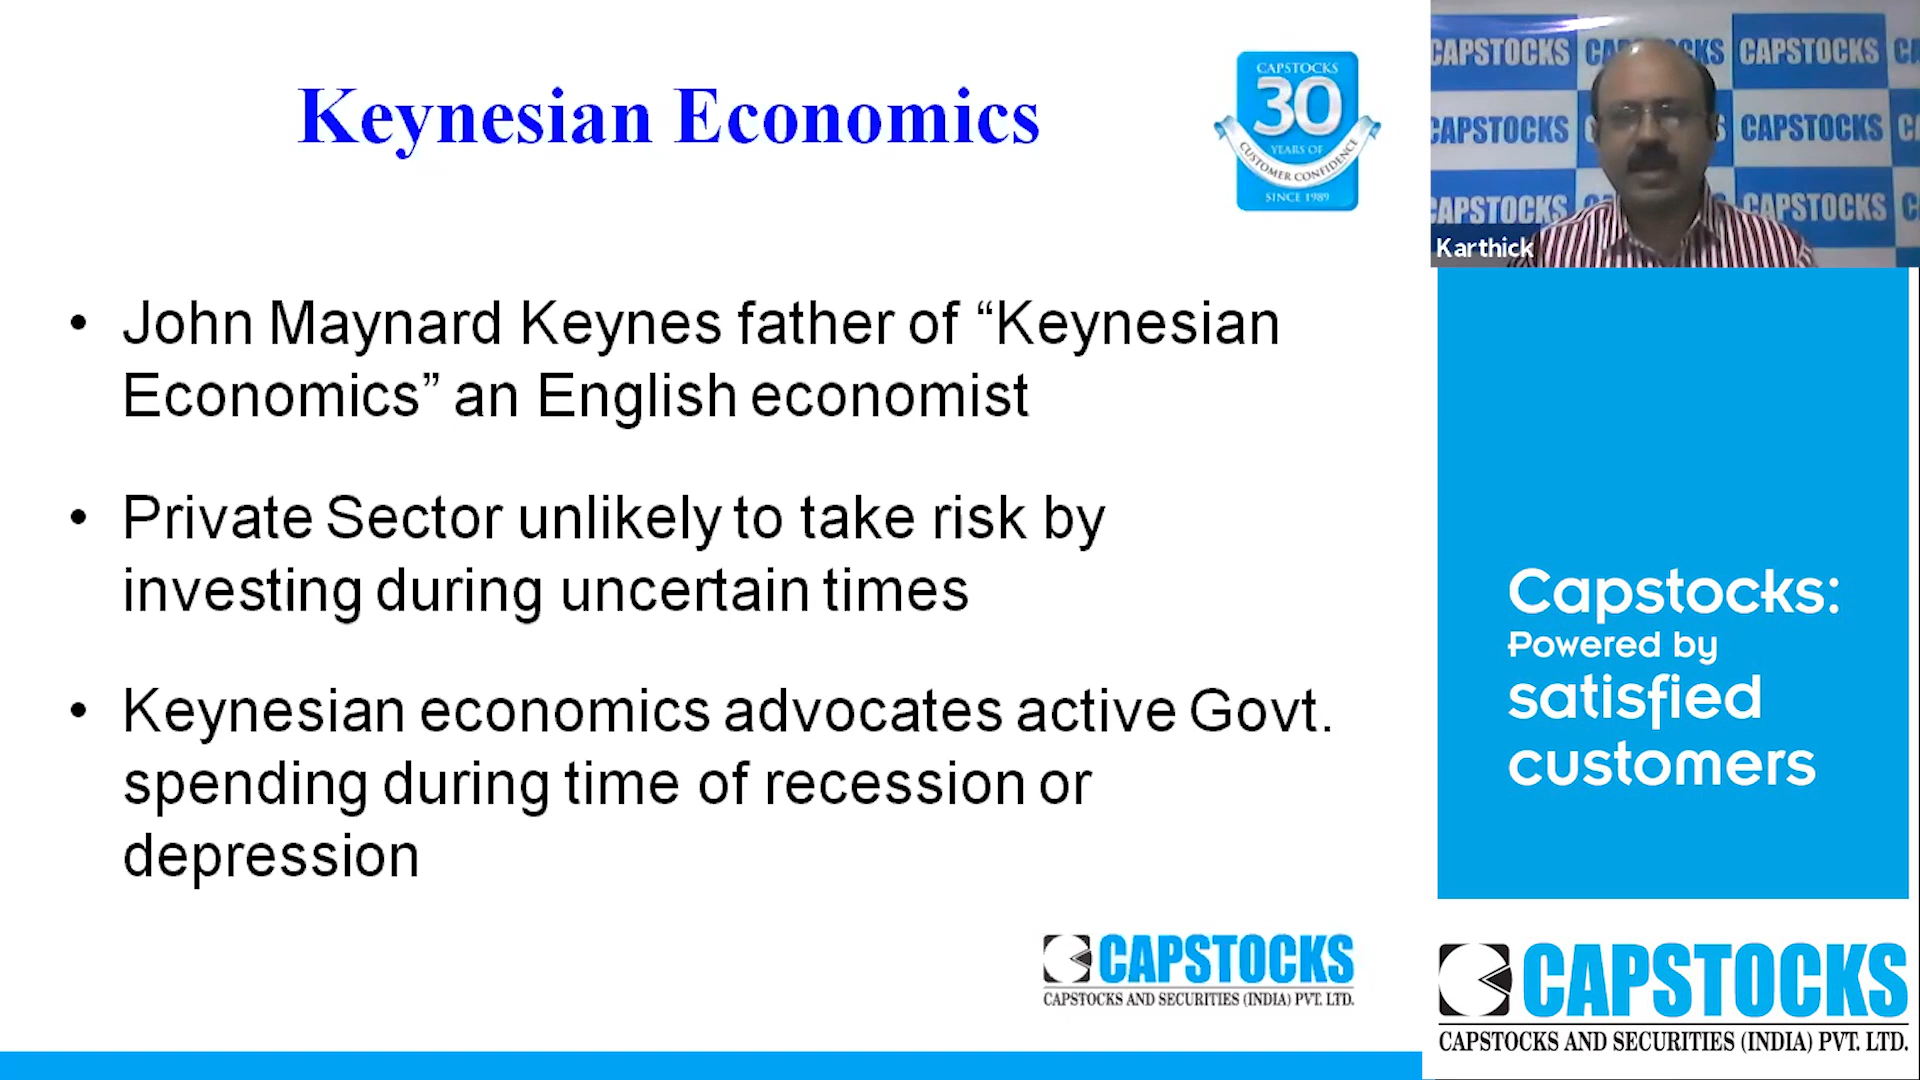 Keynesian Economics
CAPSTOCKS
30
YEARS OF
CUSTOMER CONFIDENCE
SINCE 1989
• John Maynard Keynes father of “Keynesian
Economics” an English economist
• Private Sector unlikely to take risk by
investing during uncertain times
• Keynesian economics advocates active Govt.
spending during time of recession or
depression
CAPSTOCKS
CAPSTOCKS AND SECURITIES (INDIA) PVT. LTD.
CAPSTOCKS CAPSTOCKS
CAPSTOCKS CAPSTOCKS
CAPSTOCKS CAPSTOCKS
Karthick
Capstocks:
Powered by
satisfied
customers
CAPSTOCKS
CAPSTOCKS AND SECURITIES (INDIA) PVT. LTD.